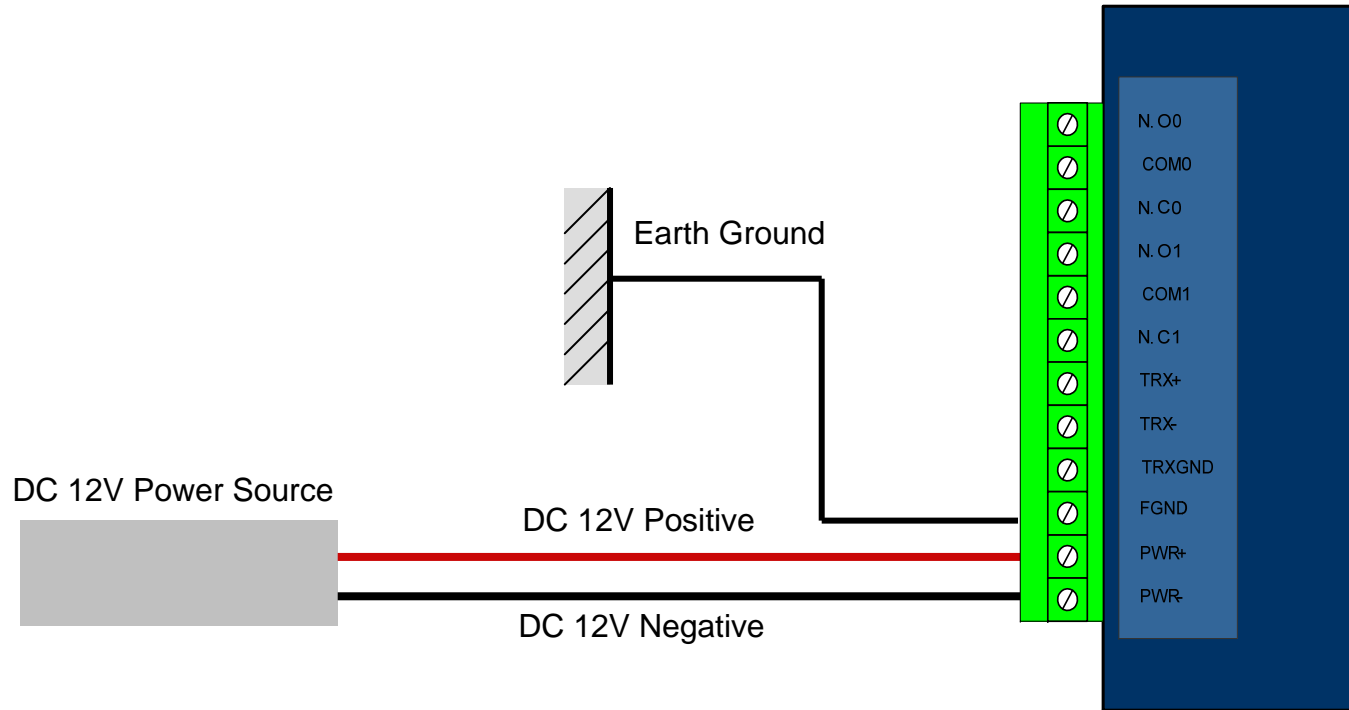 N.O0
COM0
N.C0
N.O1
COM1
N.C1
TRX+
TRX-
TRXGND
FGND
PWR+
PWR-
Earth Ground
DC 12V Power Source
DC 12V Positive
DC 12V Negative